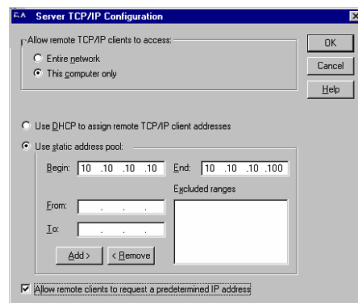 Server TCP/IP Configuration
Allow remote TCP/IP clients to access:
Entire network
This computer only
OK
Cancel
Help
Use DHCP to assign remote TCP/IP client addresses
Use static address pool:
Begin: 10 .10 .10 .10 End: 10 .10 .10 .100
Excluded ranges
From: . . .
To: . . .
Add > < Remove
Allow remote clients to request a predetermined IP address